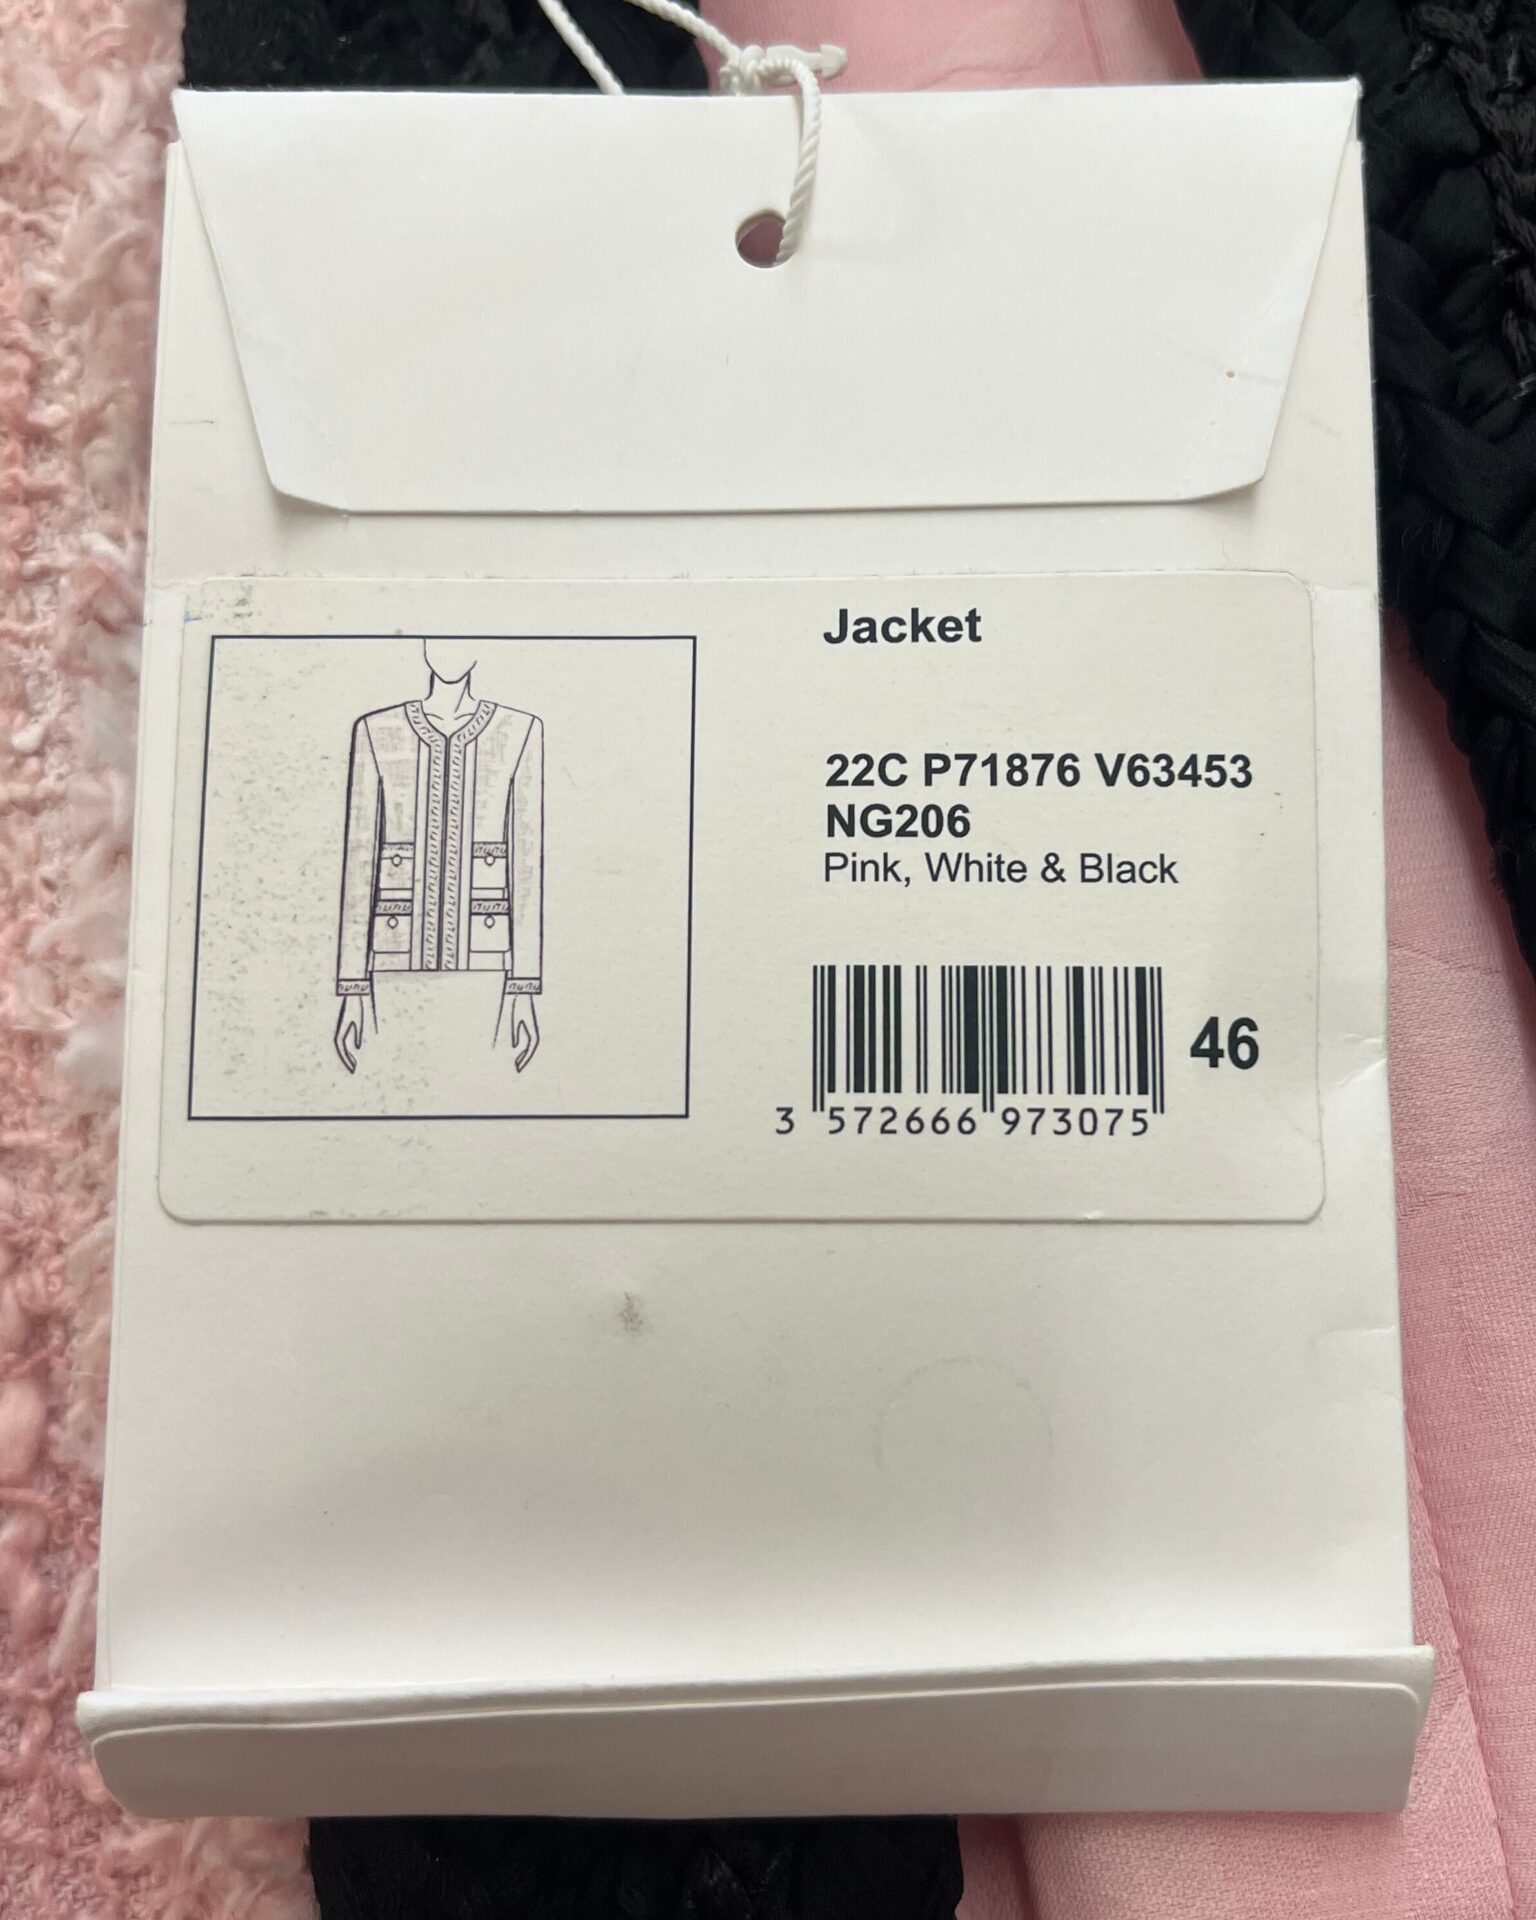 Jacket
22C P71876 V63453
NG206
Pink, White & Black
46
3 572666 973075